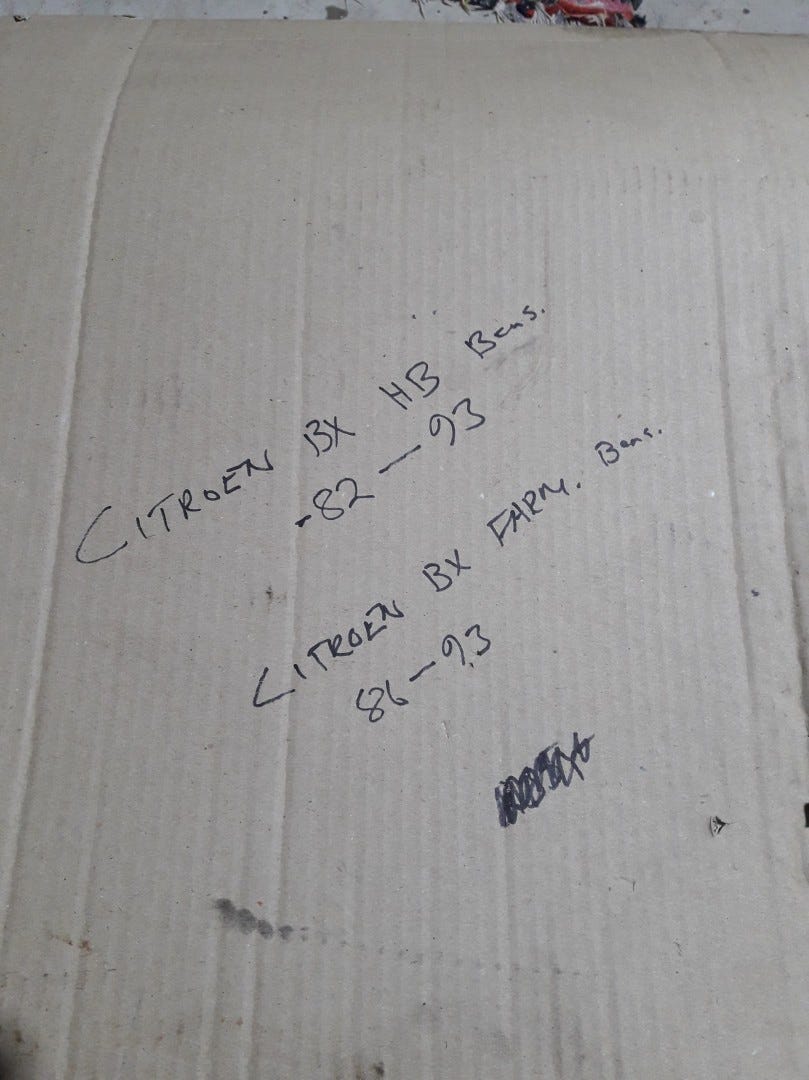 CITROEN BX HB Bens.
-82 - 93
CITROEN BX FARM. Bens.
86 - 93